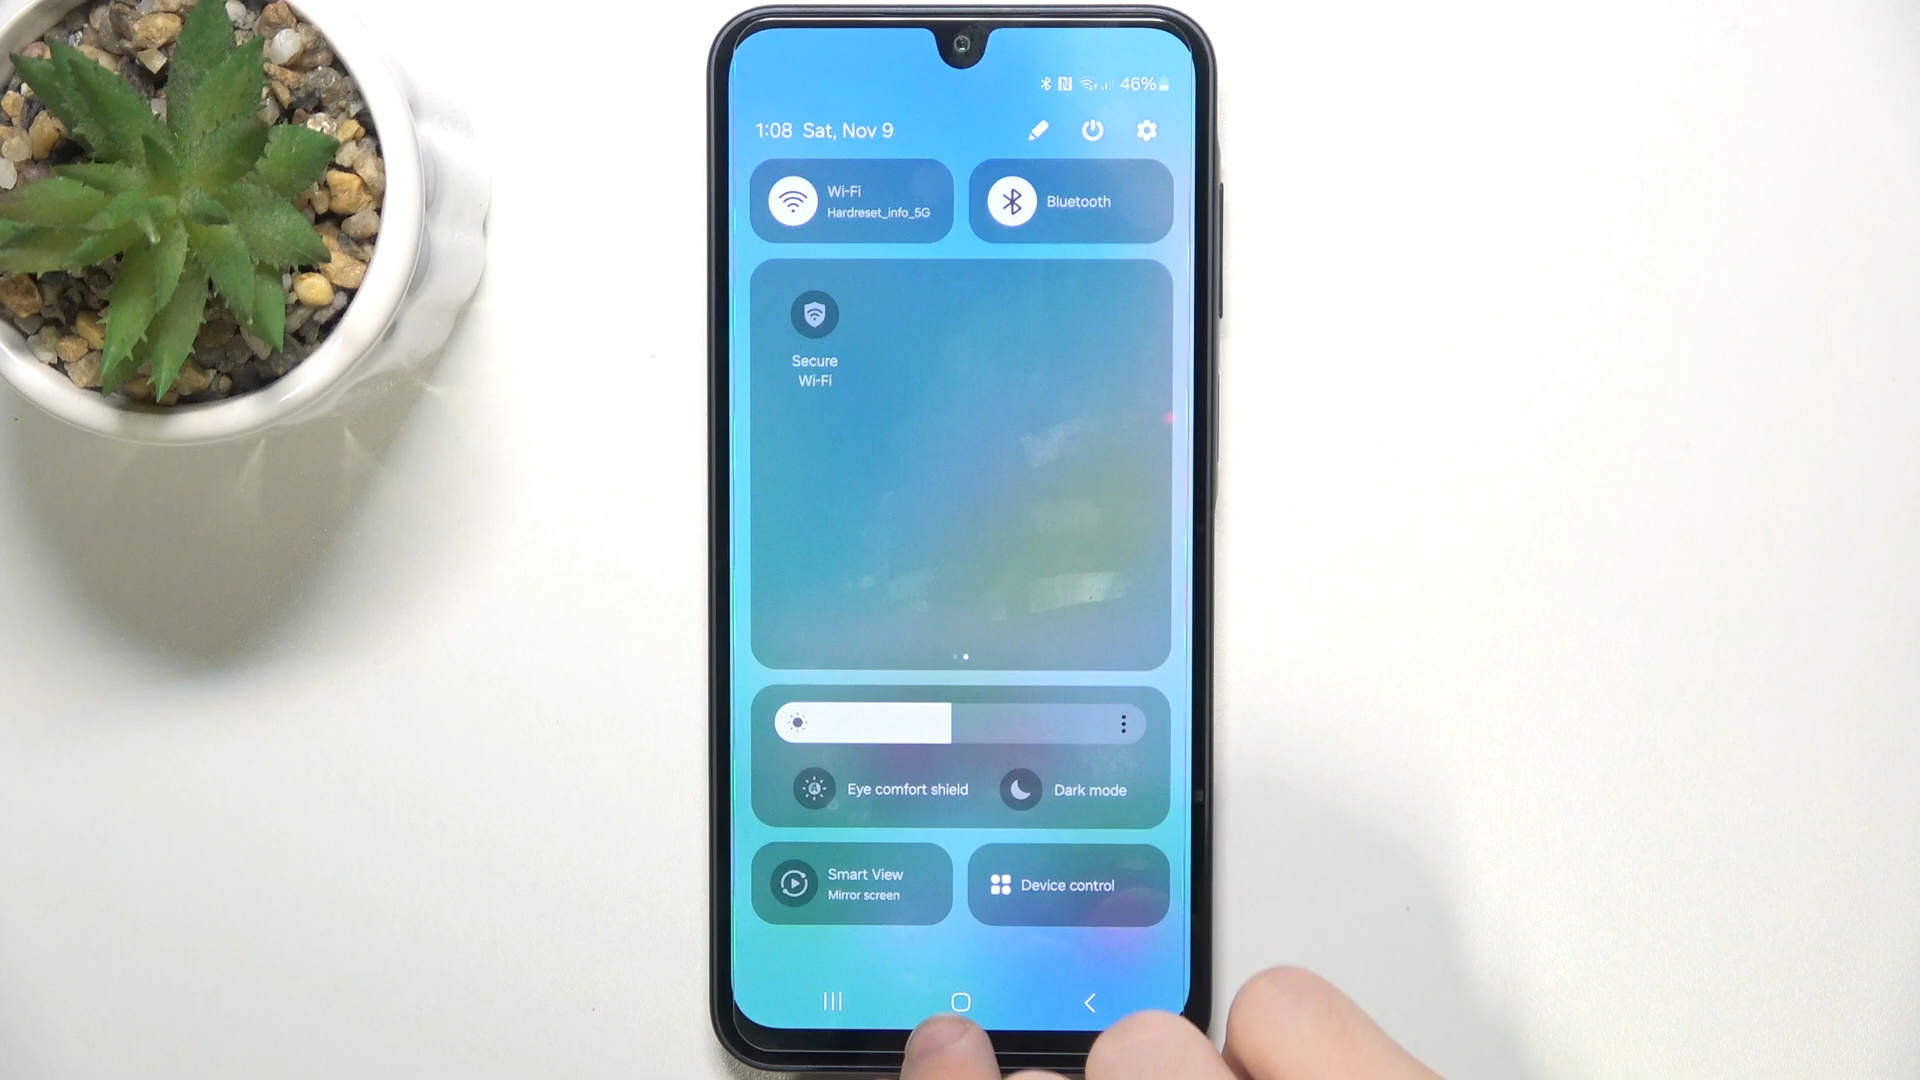 46%
1:08 Sat, Nov 9
Wi-Fi
Hardreset_info_5G
Bluetooth
Secure
Wi-Fi
Eye comfort shield
Dark mode
Smart View
Mirror screen
Device control